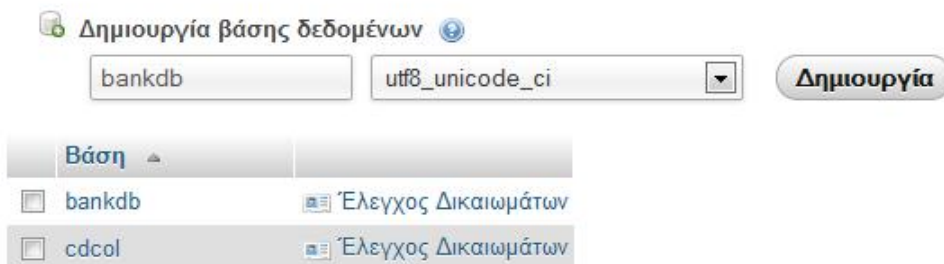 Δημιουργία βάσης δεδομένων
bankdb utf8_unicode_ci Δημιουργία
Βάση
bankdb Έλεγχος Δικαιωμάτων
cdcol Έλεγχος Δικαιωμάτων